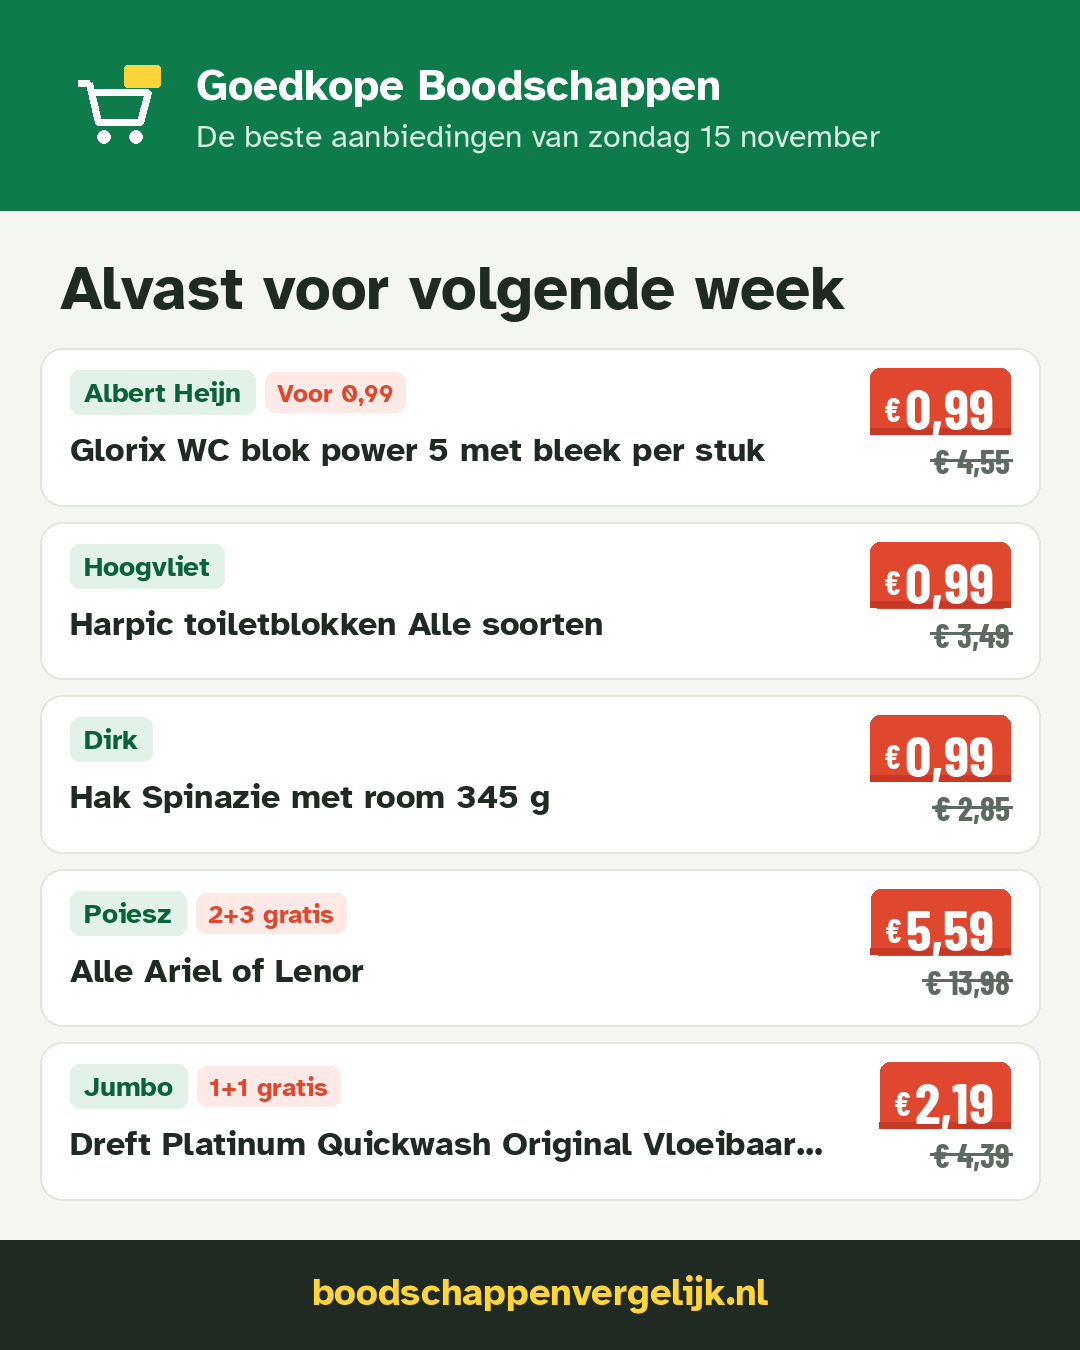 Goedkope Boodschappen
De beste aanbiedingen van zondag 15 november
Alvast voor volgende week
Albert Heijn Voor 0,99
€ 0,99
Glorix WC blok power 5 met bleek per stuk
€ 4,55
Hoogvliet
€ 0,99
Harpic toiletblokken Alle soorten
€ 3,49
Dirk
€ 0,99
Hak Spinazie met room 345 g
€ 2,85
Poiesz 2+3 gratis
€ 5,59
Alle Ariel of Lenor
€ 13,98
Jumbo 1+1 gratis
€ 2,19
Dreft Platinum Quickwash Original Vloeibaar...
€ 4,39
boodschappenvergelijk.nl